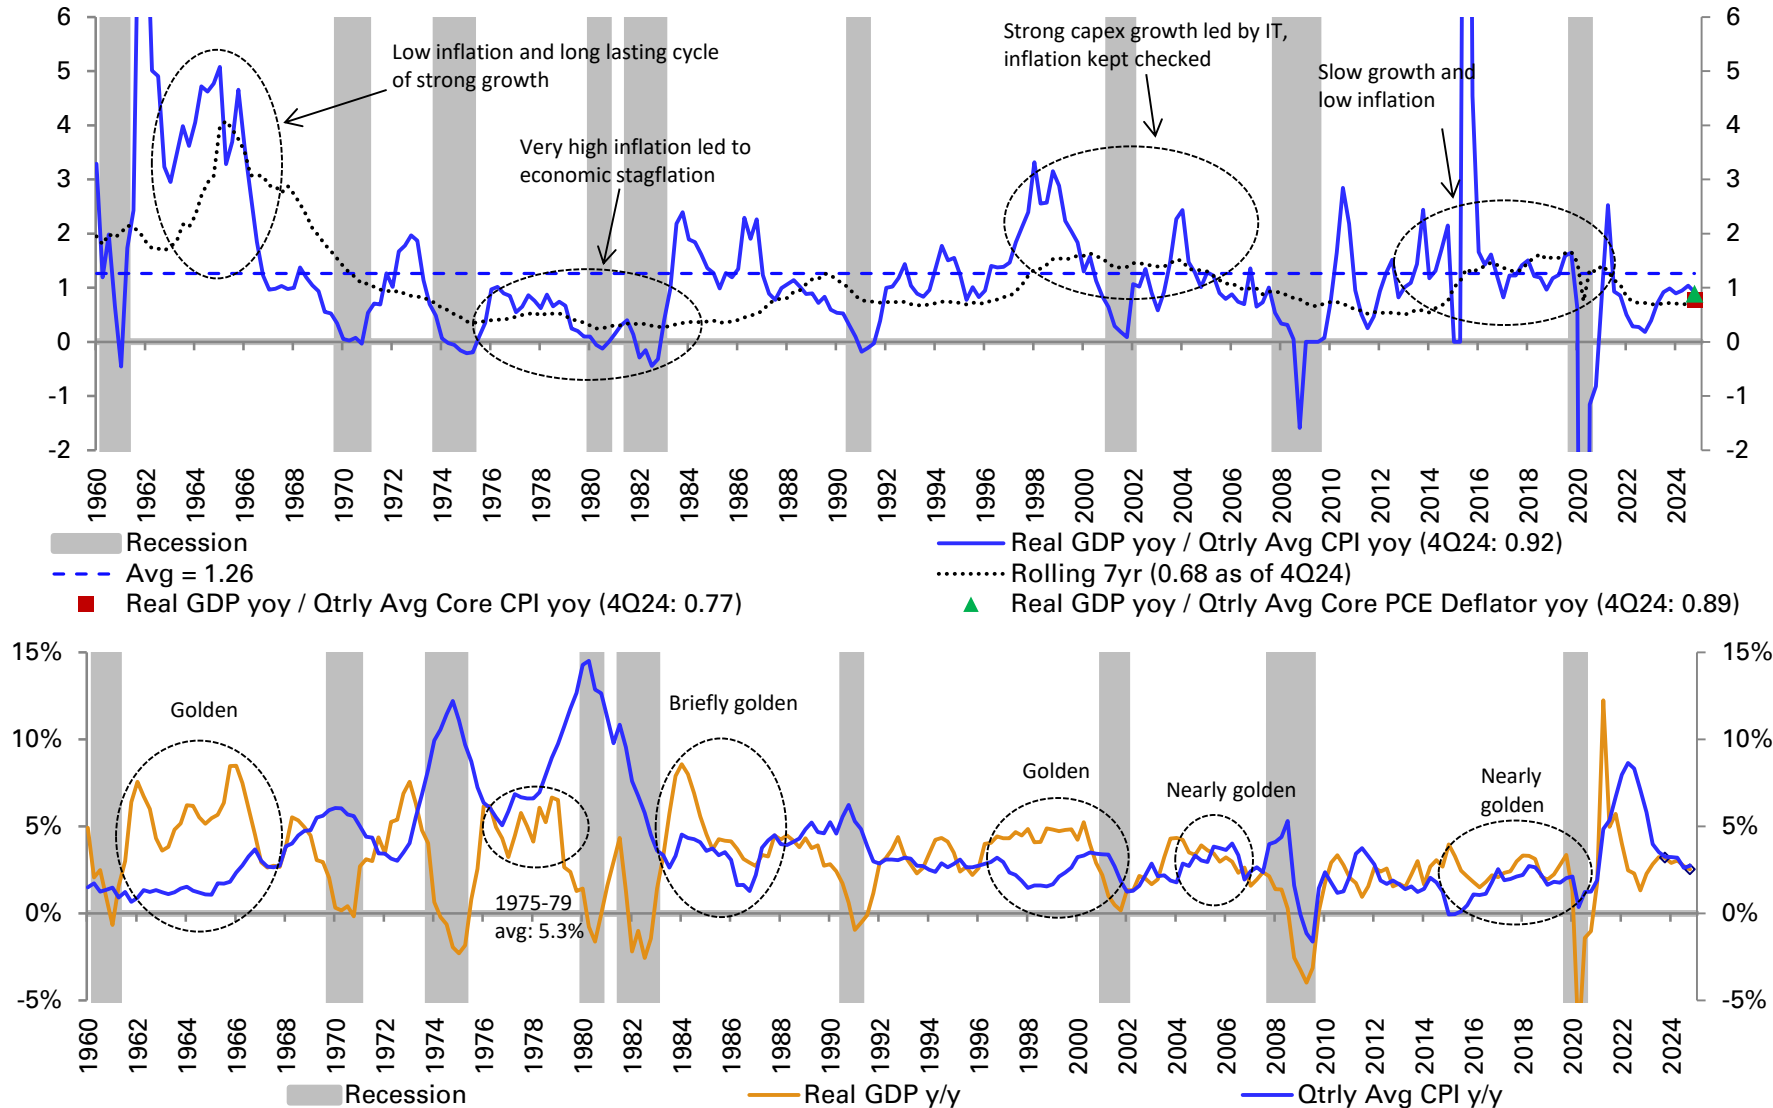 6 6
5 5
4 4
3 3
2 2
1 1
0 0
-1 -1
-2 -2
Low inflation and long lasting cycle
of strong growth
Very high inflation led to
economic stagflation
Strong capex growth led by IT,
inflation kept checked
Slow growth and
low inflation
1960 1962 1964 1966 1968 1970 1972 1974 1976 1978 1980 1982 1984 1986 1988 1990 1992 1994 1996 1998 2000 2002 2004 2006 2008 2010 2012 2014 2016 2018 2020 2022 2024
Recession Real GDP yoy / Qtrly Avg CPI yoy (4Q24: 0.92)
Avg = 1.26 Rolling 7yr (0.68 as of 4Q24)
Real GDP yoy / Qtrly Avg Core CPI yoy (4Q24: 0.77) Real GDP yoy / Qtrly Avg Core PCE Deflator yoy (4Q24: 0.89)
15% 15%
10% 10%
5% 5%
0% 0%
-5% -5%
Golden
1975-79
avg: 5.3%
Briefly golden
Golden
Nearly golden
Nearly
golden
1960 1962 1964 1966 1968 1970 1972 1974 1976 1978 1980 1982 1984 1986 1988 1990 1992 1994 1996 1998 2000 2002 2004 2006 2008 2010 2012 2014 2016 2018 2020 2022 2024
Recession Real GDP y/y Qtrly Avg CPI y/y